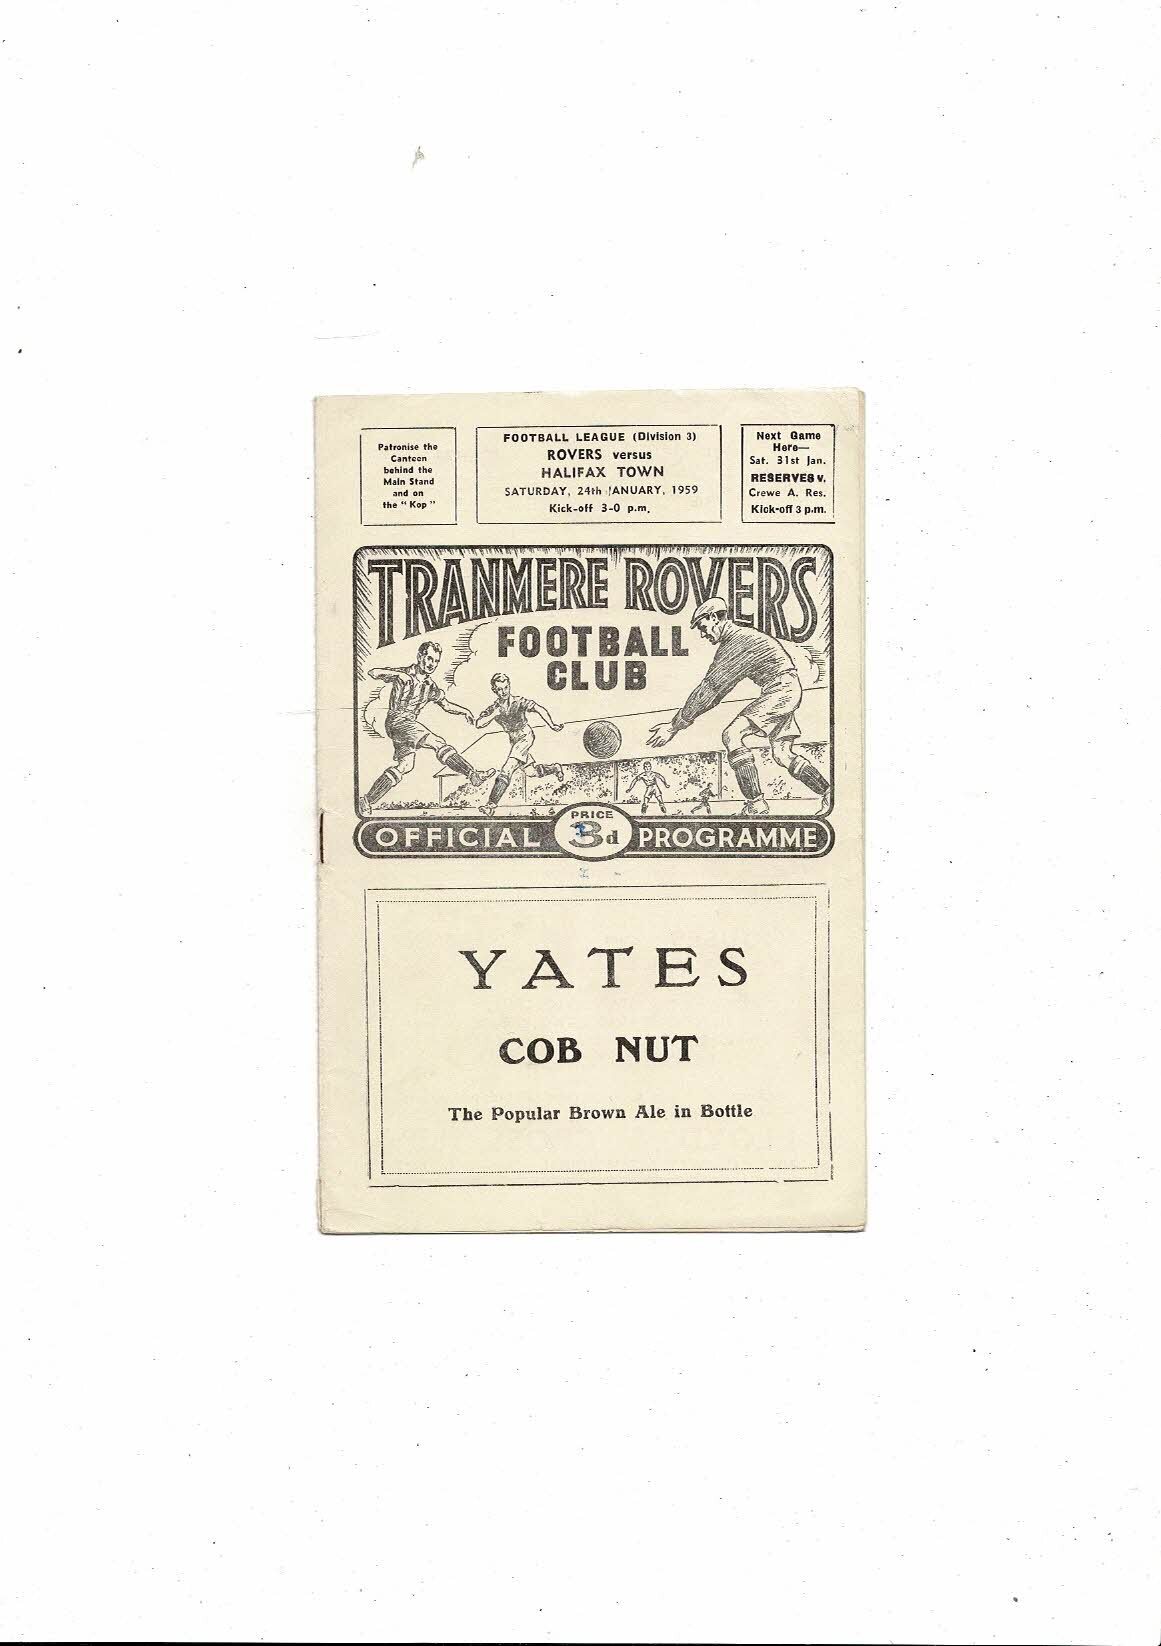 Patronise the
Canteen
behind the
Main Stand
and on
the "Kop"
FOOTBALL LEAGUE (Division 3)
ROVERS versus
HALIFAX TOWN
SATURDAY, 24th JANUARY, 1959
Kick-off 3-0 p.m.
Next Game
Here—
Sat. 31st Jan.
RESERVES v.
Crewe A. Res.
Kick-off 3 p.m.
TRANMERE ROVERS
FOOTBALL
CLUB
PRICE
OFFICIAL 3d PROGRAMME
YATES
COB NUT
The Popular Brown Ale in Bottle